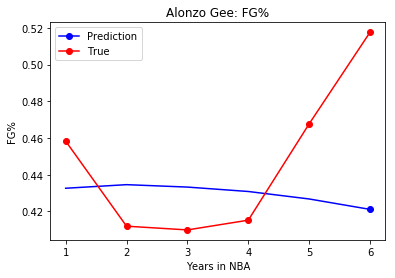 Alonzo Gee: FG%
Prediction
True
FG%
0.52
0.50
0.48
0.46
0.44
0.42
1 2 3 4 5 6
Years in NBA